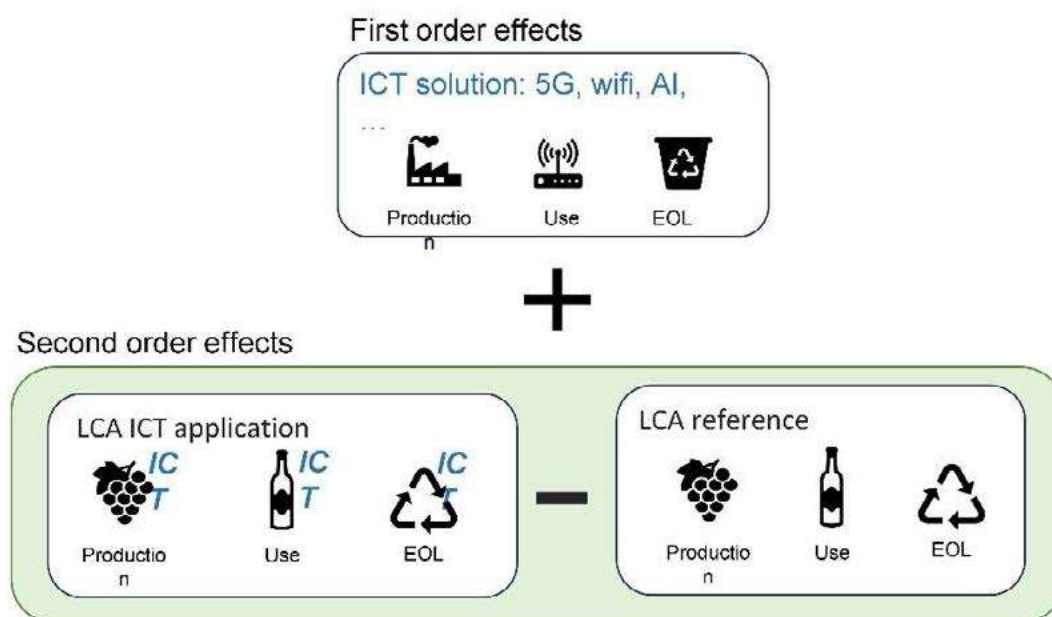 First order effects
ICT solution: 5G, wifi, AI,
...
Productio
n
Use
EOL
Second order effects
LCA ICT application
IC
T
IC
T
IC
T
Productio
n
Use
EOL
LCA reference
Productio
n
Use
EOL